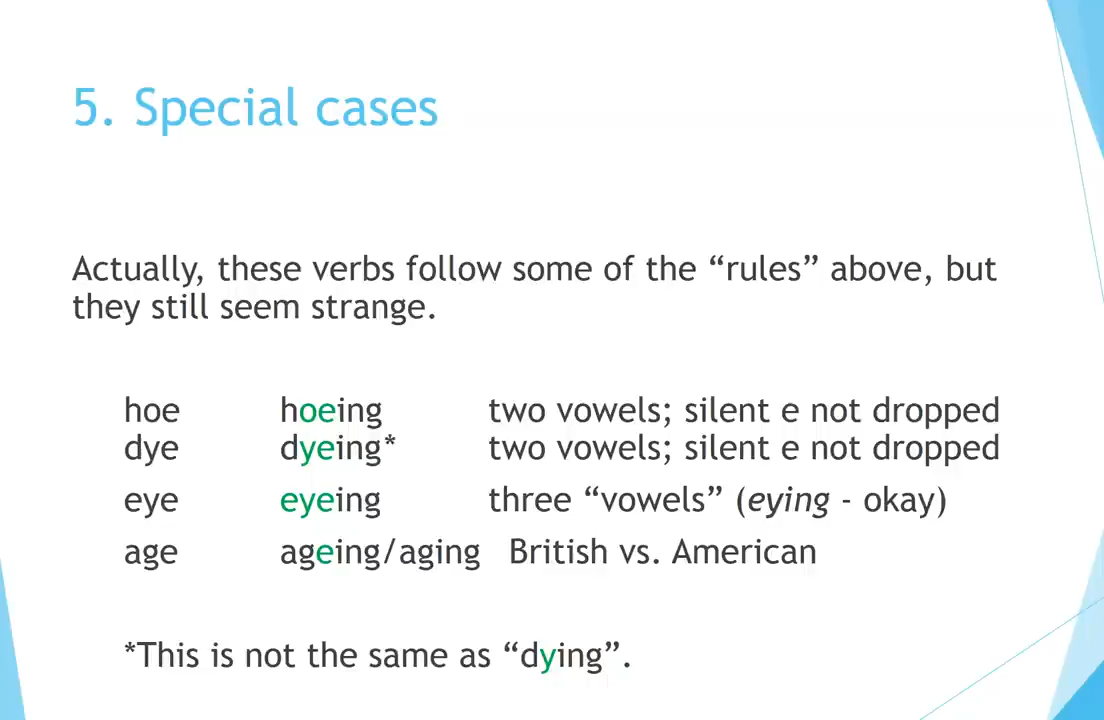 5. Special cases
Actually, these verbs follow some of the “rules” above, but
they still seem strange.
hoe hoeing two vowels; silent e not dropped
dye dyeing* two vowels; silent e not dropped
eye eyeing three “vowels” (eying - okay)
age ageing/aging British vs. American
*This is not the same as “dying”.